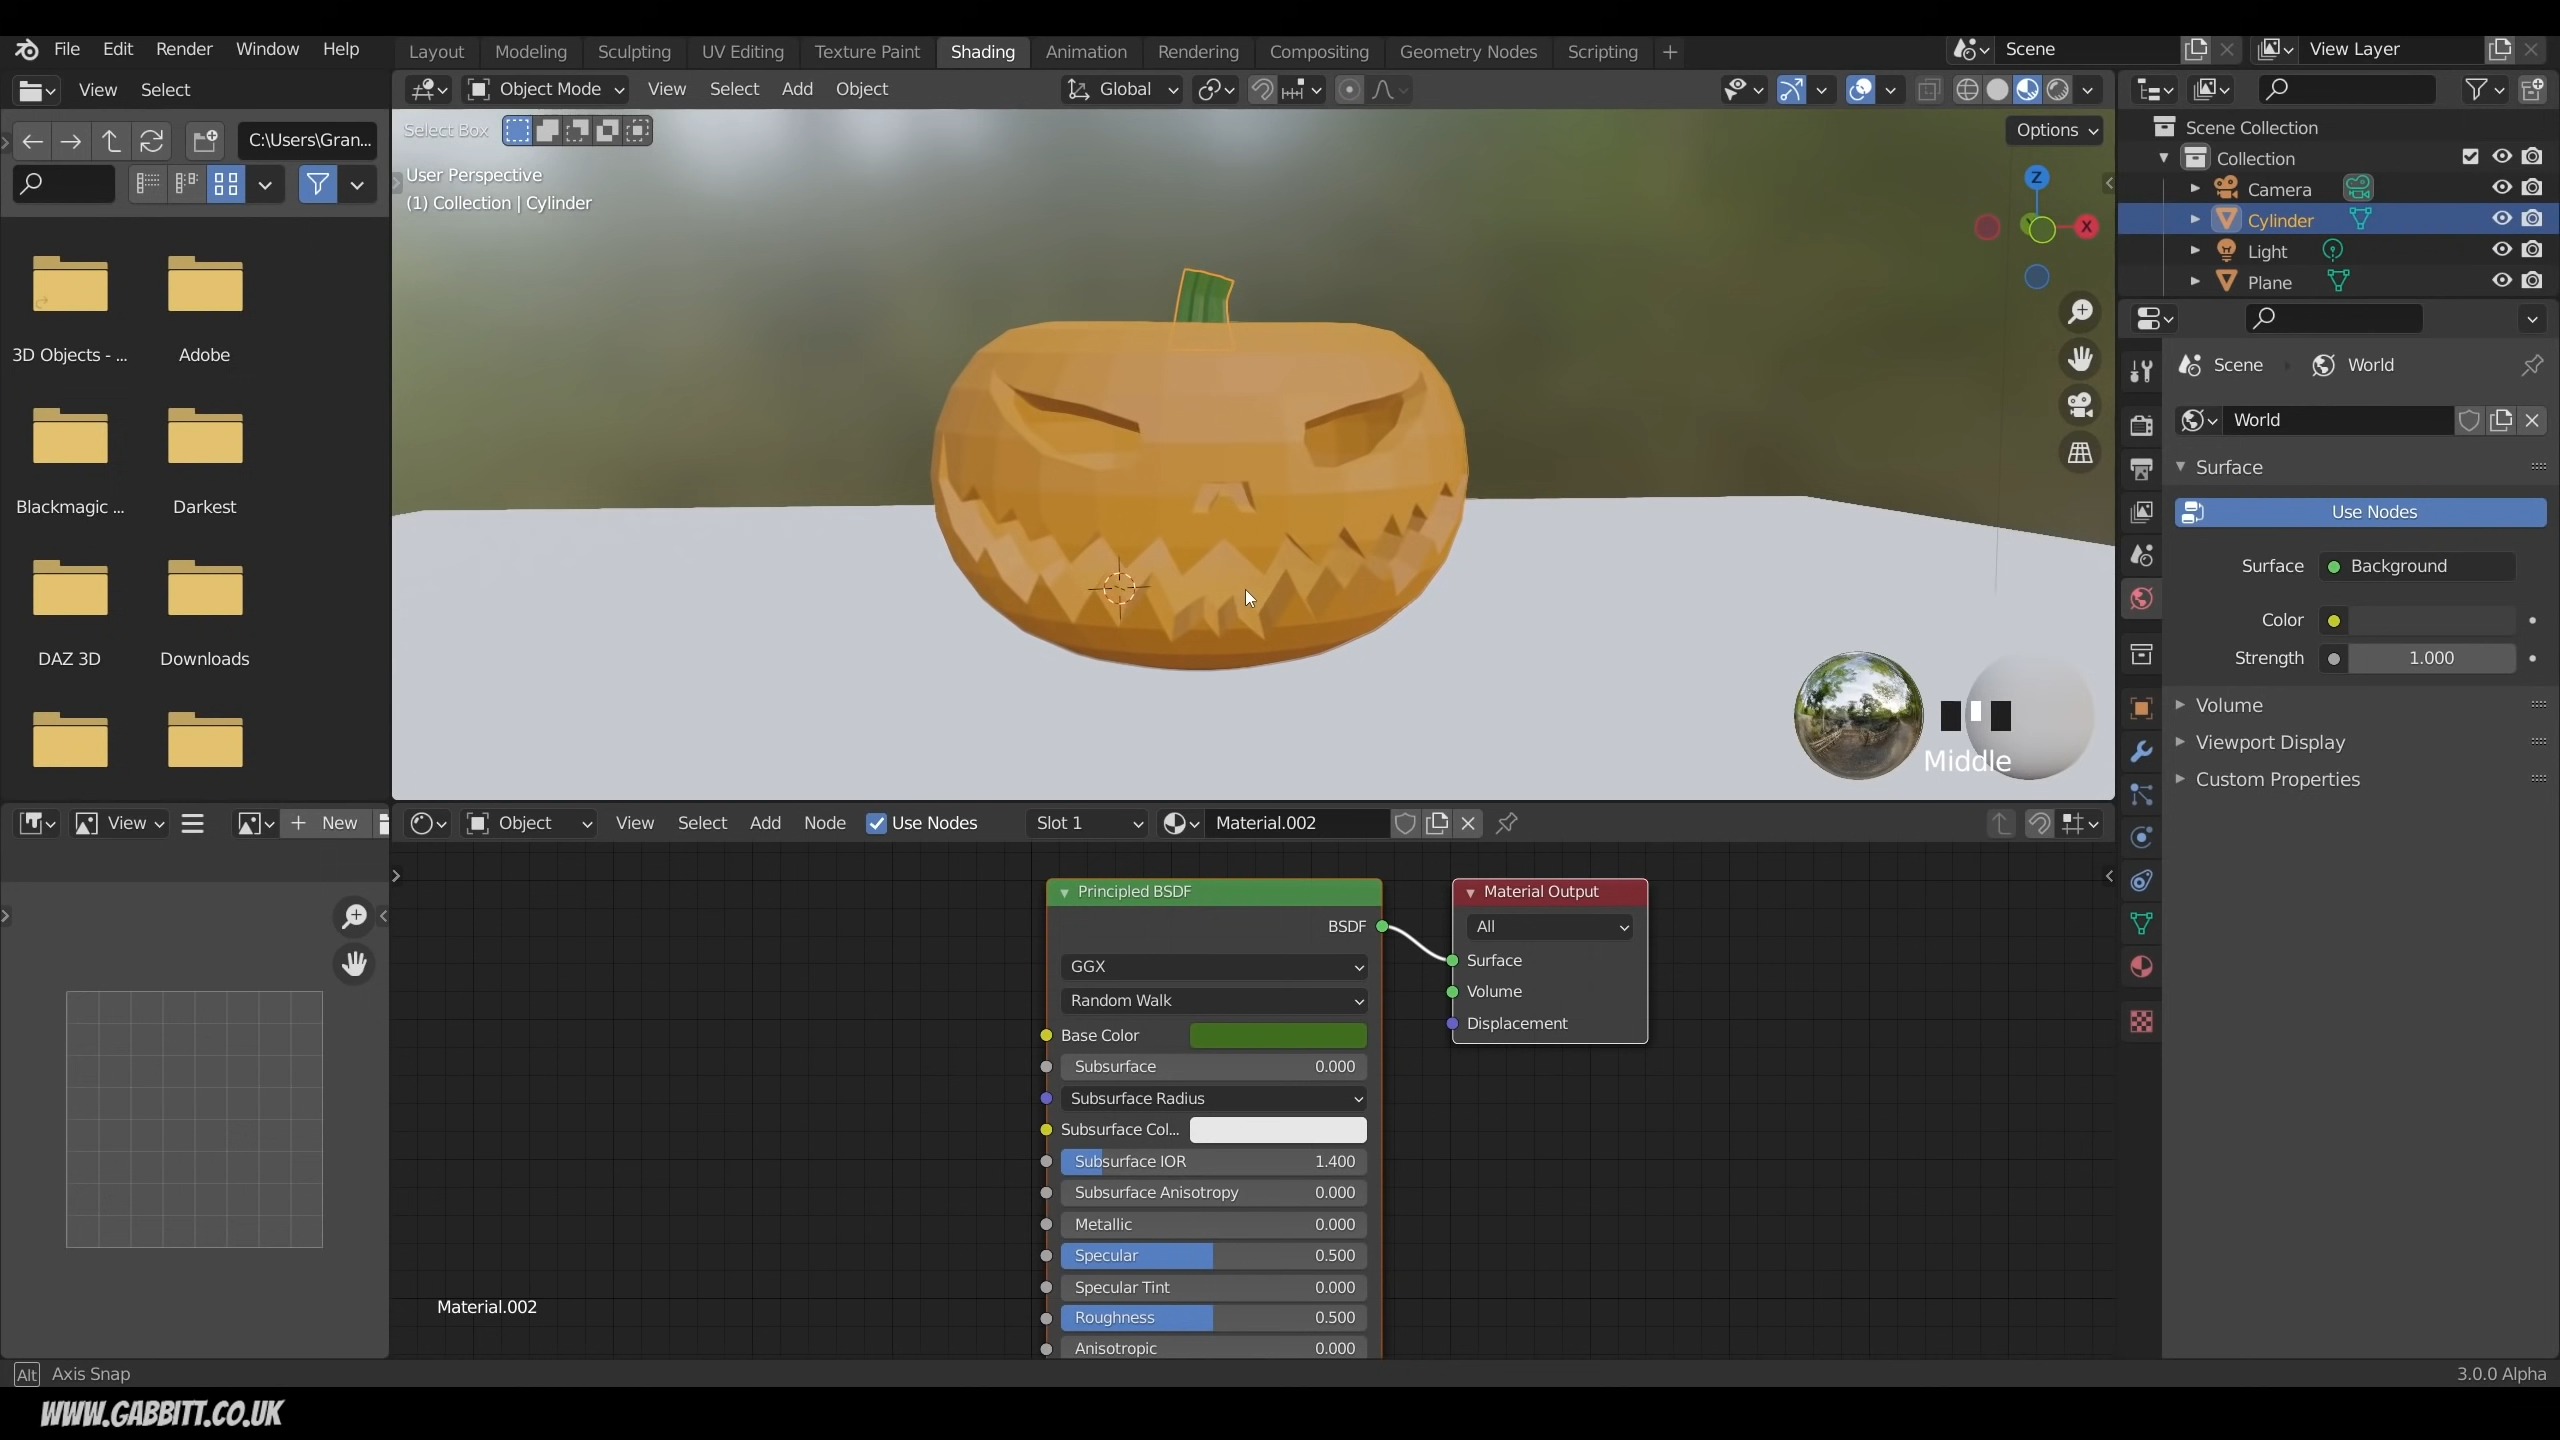 File Edit Render Window Help
Layout Modeling Sculpting UV Editing Texture Paint Shading Animation Rendering Compositing Geometry Nodes Scripting
Scene
View Layer
View Select
Object Mode View Select Add Object
Global
C:\Users\Gran...
Select Box
Options
User Perspective
(1) Collection | Cylinder
Z
X
Scene Collection
Collection
Camera
Cylinder
Light
Plane
3D Objects - ...
Adobe
Blackmagic ...
Darkest
DAZ 3D
Downloads
Scene
World
World
Surface
Use Nodes
Surface Background
Color
Strength 1.000
Volume
Viewport Display
Custom Properties
Middle
View
New
Object View Select Add Node Use Nodes Slot 1 Material.002
Principled BSDF
BSDF
GGX
Random Walk
Base Color
Subsurface 0.000
Subsurface Radius
Subsurface Col...
Subsurface IOR 1.400
Subsurface Anisotropy 0.000
Metallic 0.000
Specular 0.500
Specular Tint 0.000
Roughness 0.500
Anisotropic 0.000
Material Output
All
Surface
Volume
Displacement
Material.002
Alt Axis Snap
3.0.0 Alpha
WWW.GABBITT.CO.UK